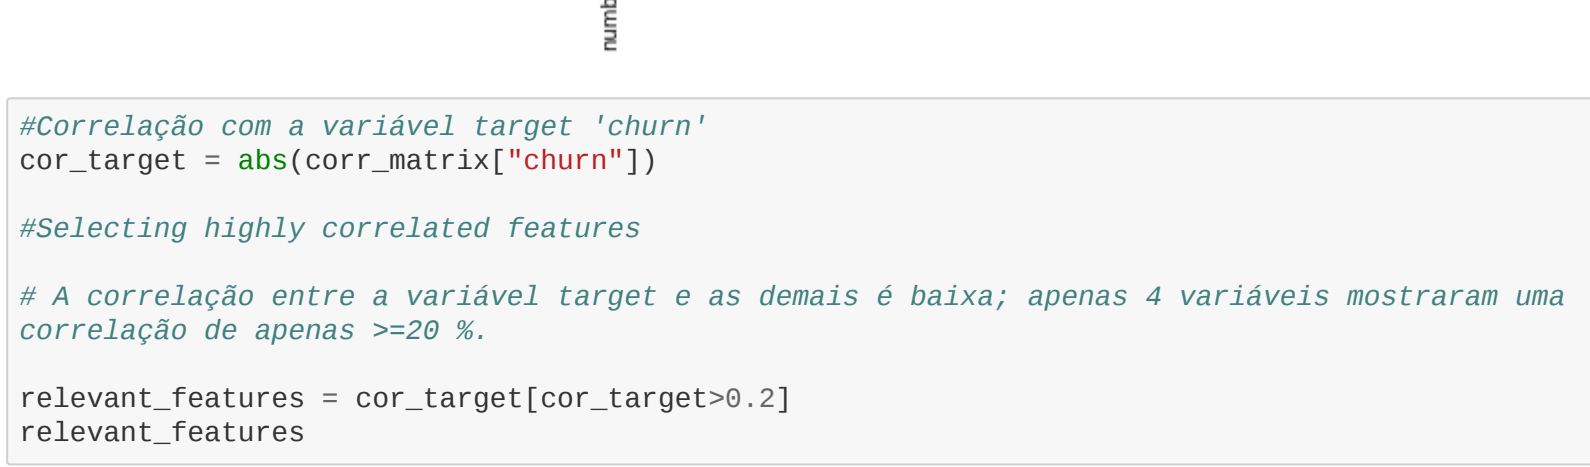 numb
#Correlação com a variável target 'churn'
cor_target = abs(corr_matrix["churn"])
#Selecting highly correlated features
# A correlação entre a variável target e as demais é baixa; apenas 4 variáveis mostraram uma
correlação de apenas >=20 %.
relevant_features = cor_target[cor_target>0.2]
relevant_features